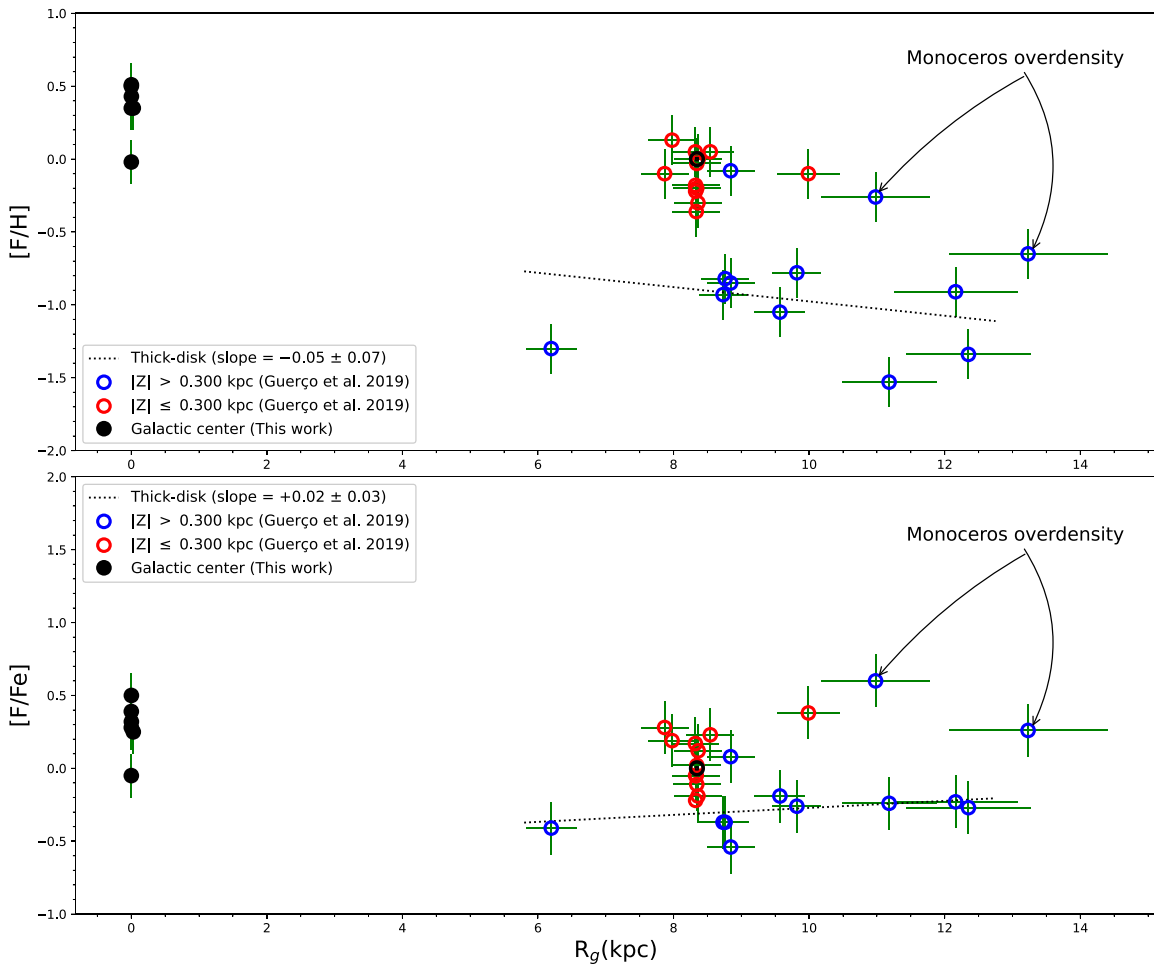 1.0
0.5
0.0
−0.5
−1.0
−1.5
−2.0
[F/H]
Monoceros overdensity
Thick-disk (slope = −0.05 ± 0.07)
|Z| > 0.300 kpc (Guerço et al. 2019)
|Z| ≤ 0.300 kpc (Guerço et al. 2019)
Galactic center (This work)
0 2 4 6 8 10 12 14
2.0
1.5
1.0
0.5
0.0
−0.5
−1.0
[F/Fe]
Thick-disk (slope = +0.02 ± 0.03)
|Z| > 0.300 kpc (Guerço et al. 2019)
|Z| ≤ 0.300 kpc (Guerço et al. 2019)
Galactic center (This work)
Monoceros overdensity
0 2 4 6 8 10 12 14
R_g(kpc)